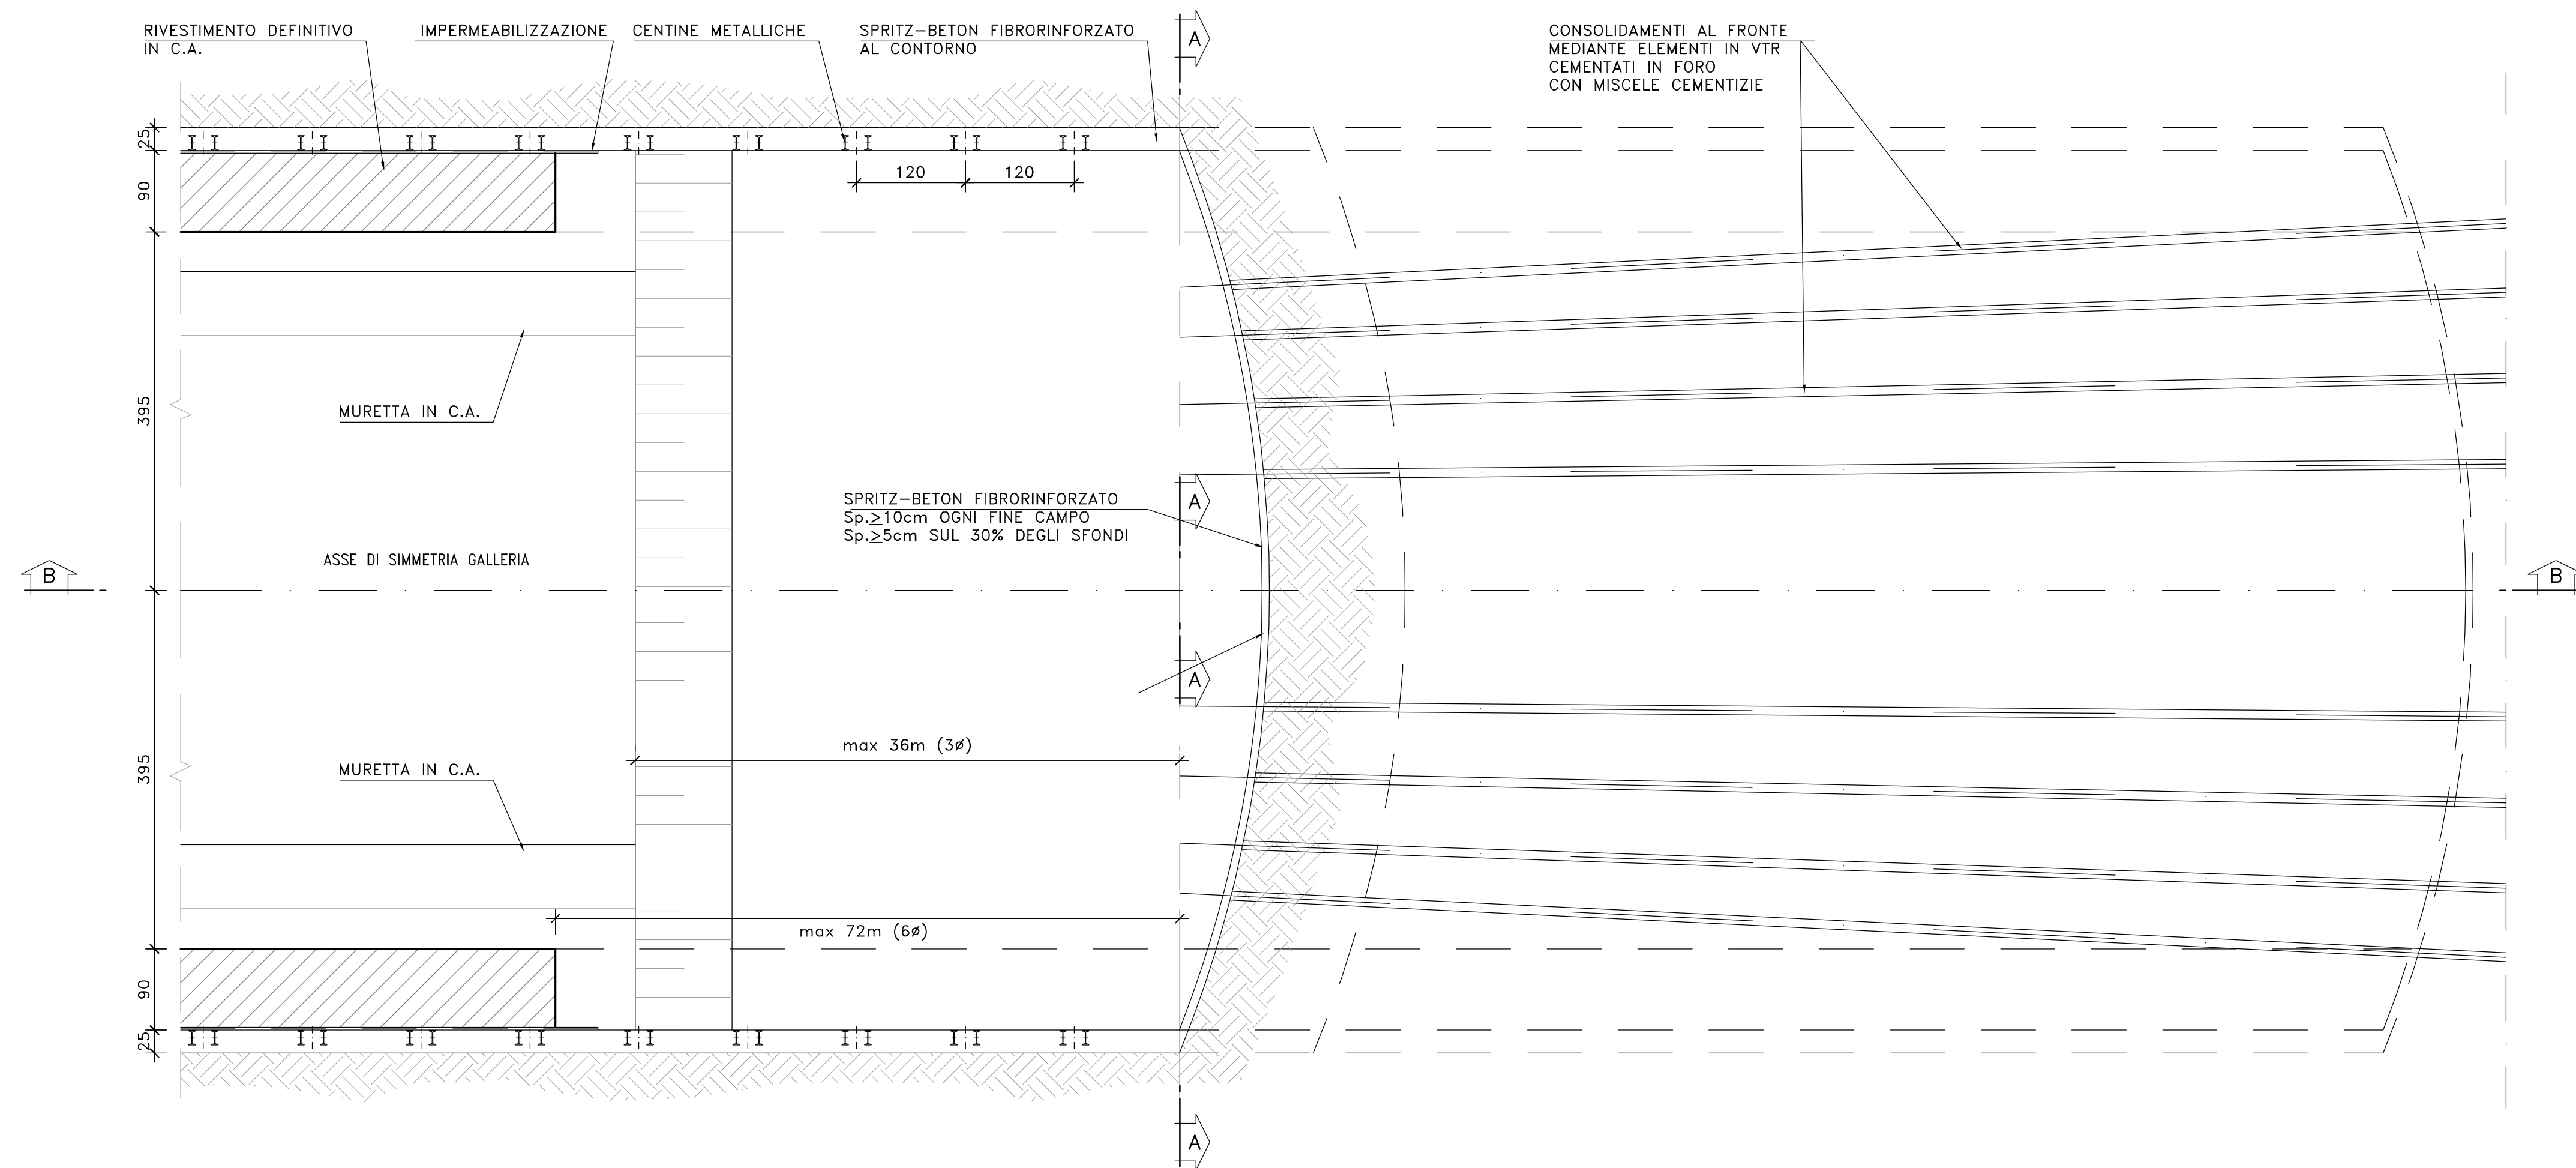 RIVESTIMENTO DEFINITIVO
IN C.A.
IMPERMEABILIZZAZIONE
CENTINE METALLICHE
SPRITZ-BETON FIBRORINFORZATO
AL CONTORNO
A
CONSOLIDAMENTI AL FRONTE
MEDIANTE ELEMENTI IN VTR
CEMENTATI IN FORO
CON MISCELE CEMENTIZIE
25
90
120
120
395
MURETTA IN C.A.
SPRITZ-BETON FIBRORINFORZATO
Sp.≥10cm OGNI FINE CAMPO
Sp.≥5cm SUL 30% DEGLI SFONDI
A
ASSE DI SIMMETRIA GALLERIA
B
B
A
395
max 36m (3ø)
MURETTA IN C.A.
max 72m (6ø)
90
25
A